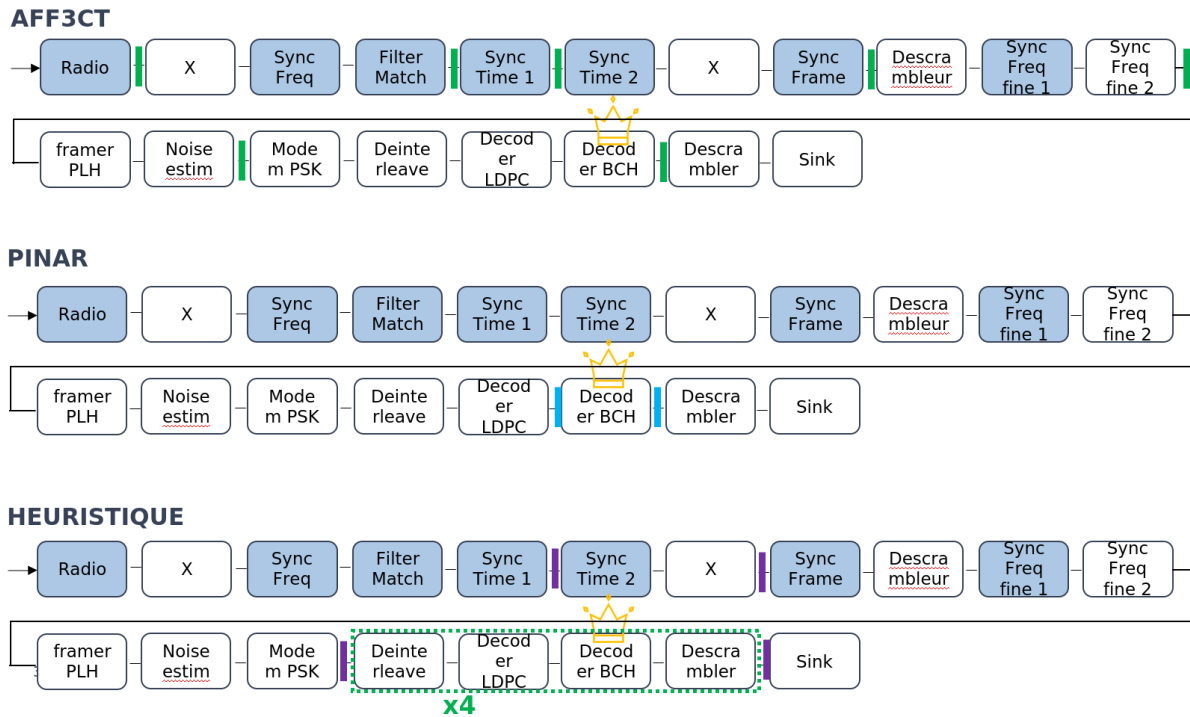 AFF3CT
Radio
X
Sync
Freq
Filter
Match
Sync
Time 1
Sync
Time 2
X
Sync
Frame
Descra
mbleur
Sync
Freq
fine 1
Sync
Freq
fine 2
framer
PLH
Noise
estim
Mode
m PSK
Deinte
rleave
Decod
er
LDPC
Decod
er BCH
Descra
mbler
Sink
PINAR
Radio
X
Sync
Freq
Filter
Match
Sync
Time 1
Sync
Time 2
X
Sync
Frame
Descra
mbleur
Sync
Freq
fine 1
Sync
Freq
fine 2
framer
PLH
Noise
estim
Mode
m PSK
Deinte
rleave
Decod
er
LDPC
Decod
er BCH
Descra
mbler
Sink
HEURISTIQUE
Radio
X
Sync
Freq
Filter
Match
Sync
Time 1
Sync
Time 2
X
Sync
Frame
Descra
mbleur
Sync
Freq
fine 1
Sync
Freq
fine 2
framer
PLH
Noise
estim
Mode
m PSK
Deinte
rleave
Decod
er
LDPC
Decod
er BCH
Descra
mbler
Sink
x4